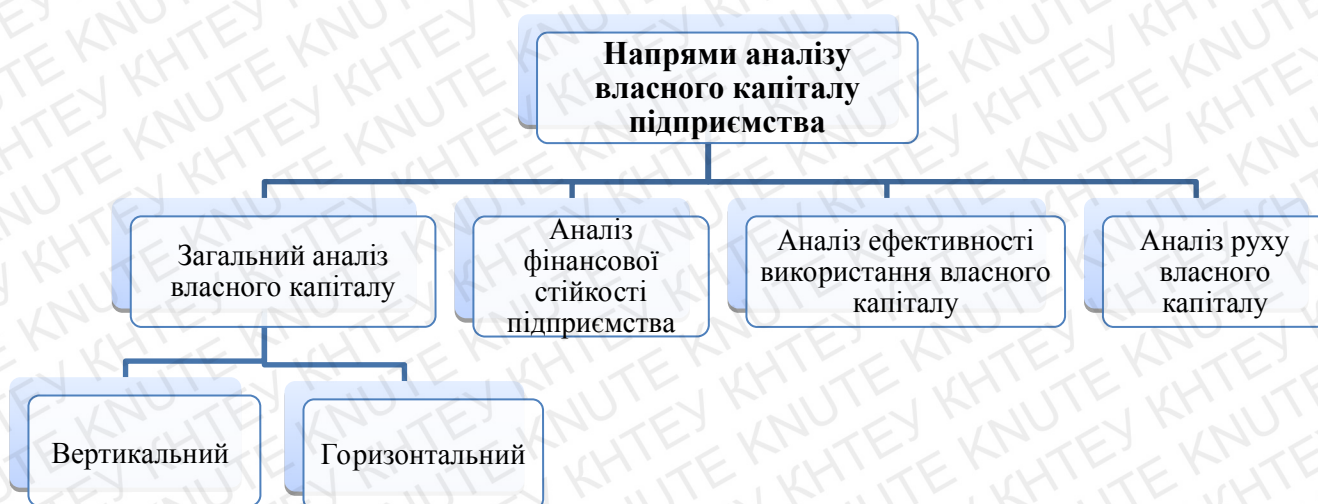 Напрями аналізу
власного капіталу
підприємства
Загальний аналіз
власного капіталу
Аналіз
фінансової
стійкості
підприємства
Аналіз ефективності
використання власного
капіталу
Аналіз руху
власного
капіталу
Вертикальний
Горизонтальний